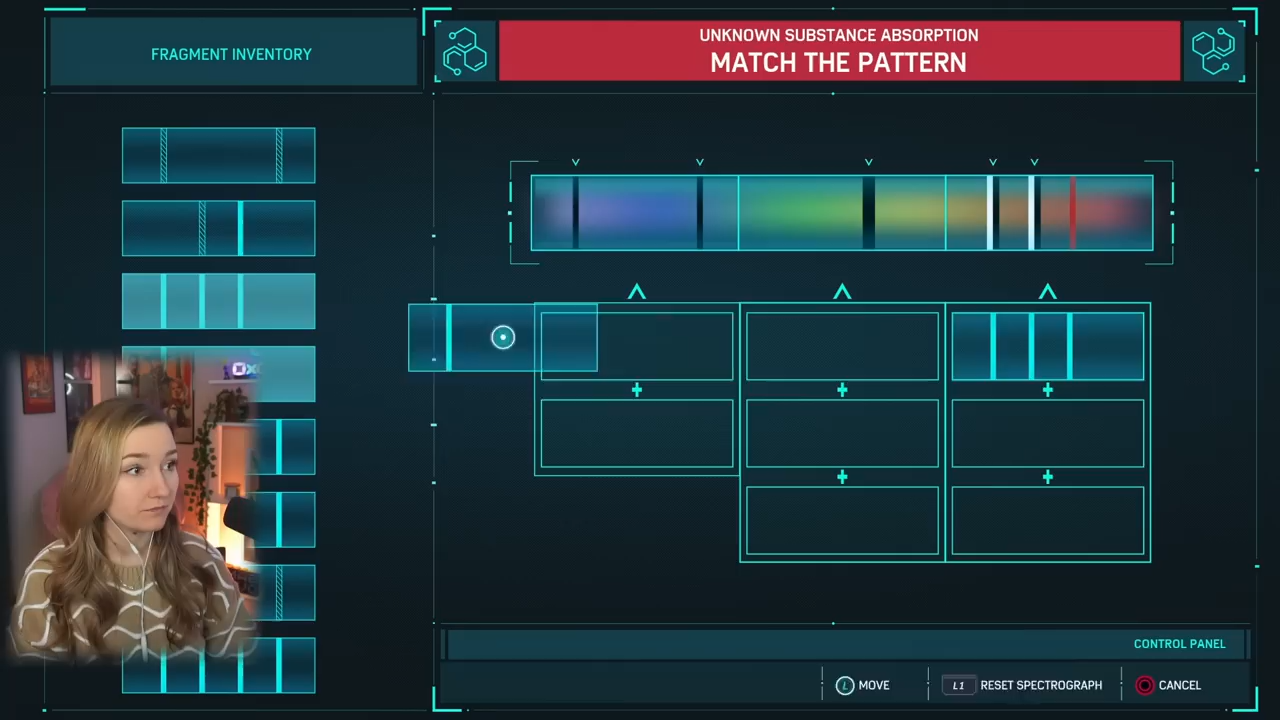 FRAGMENT INVENTORY
UNKNOWN SUBSTANCE ABSORPTION
MATCH THE PATTERN
CONTROL PANEL
L MOVE
L1 RESET SPECTROGRAPH
CANCEL